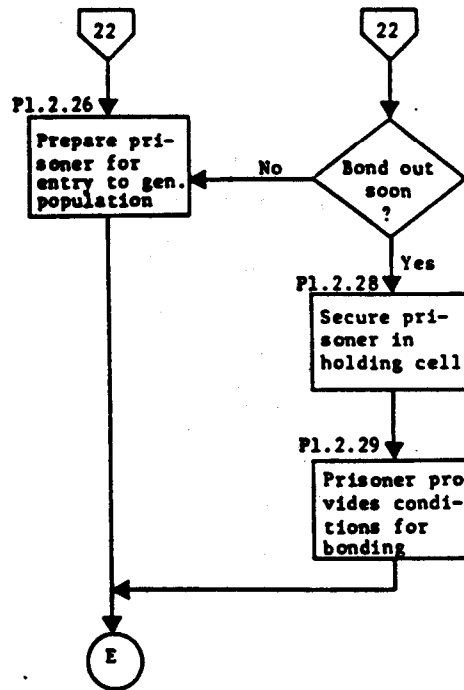 22
22
P1.2.26
Prepare pri-
soner for
entry to gen.
population
No
Bond out
soon
?
Yes
P1.2.28
Secure pri-
soner in
holding cell
P1.2.29
Prisoner pro
vides condi-
tions for
bonding
E